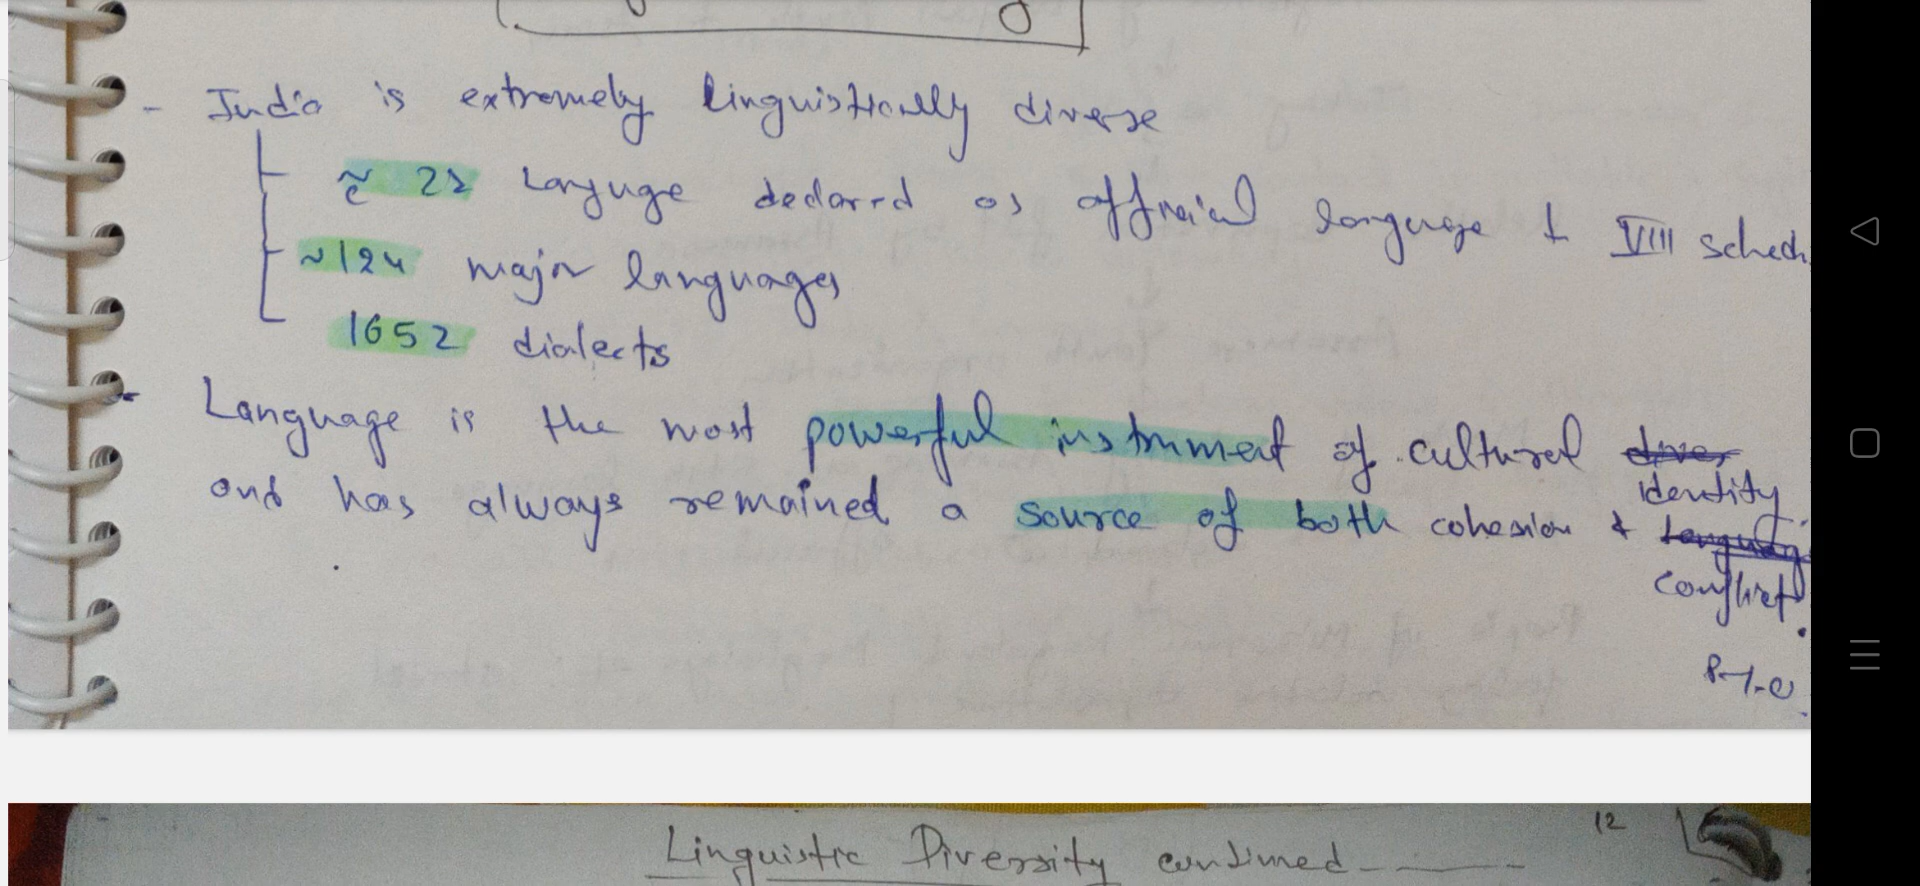 - India is extremely linguistically diverse
~ 22 Languge declared as official language & VIII sched
~124 major languages
1652 dialects
- Language is the most powerful instrument of cultural diver identity
and has always remained a source of both cohesion & conflict.
P.T.O.
12
Linguistic Diversity continued